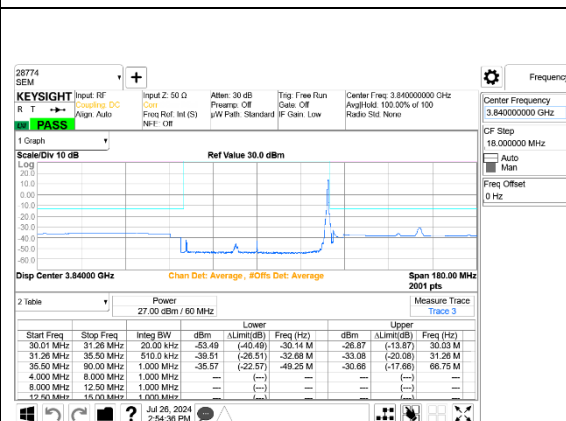 28774
SEM
Frequency
KEYSIGHT
Input: RF
Coupling: DC
Align: Auto
Input Z: 50 Ω
Corr
Freq Ref: Int (S)
NFE: Off
Atten: 30 dB
Preamp: Off
µW Path: Standard
Trig: Free Run
Gate: Off
IF Gain: Low
Center Freq: 3.840000000 GHz
Avg|Hold: 100.00% of 100
Radio Std: None
R T
PASS
Center Frequency
3.840000000 GHz
CF Step
18.000000 MHz
Auto
Man
Freq Offset
0 Hz
1 Graph
Scale/Div 10 dB
Ref Value 30.0 dBm
Log
20.0
10.0
0.00
-10.0
-20.0
-30.0
-40.0
-50.0
-60.0
Disp Center 3.84000 GHz
Chan Det: Average , #Offs Det: Average
Span 180.00 MHz
2001 pts
2 Table
Power
27.00 dBm / 60 MHz
Measure Trace
Trace 3
Lower Upper
Start Freq Stop Freq Integ BW dBm ΔLimit(dB) Freq (Hz) dBm ΔLimit(dB) Freq (Hz)
30.01 MHz 31.26 MHz 20.00 kHz -53.49 (-40.49) -30.14 M -26.87 (-13.87) 30.03 M
31.26 MHz 35.50 MHz 510.0 kHz -39.51 (-26.51) -32.68 M -33.08 (-20.08) 31.26 M
35.50 MHz 90.00 MHz 1.000 MHz -35.57 (-22.57) -49.25 M -30.66 (-17.66) 66.75 M
4.000 MHz 8.000 MHz 1.000 MHz --- (---) --- --- (---) ---
8.000 MHz 12.50 MHz 1.000 MHz --- (---) --- --- (---) ---
12.50 MHz 15.00 MHz 1.000 MHz --- (---) --- --- (---) ---
?
Jul 26, 2024
2:54:36 PM